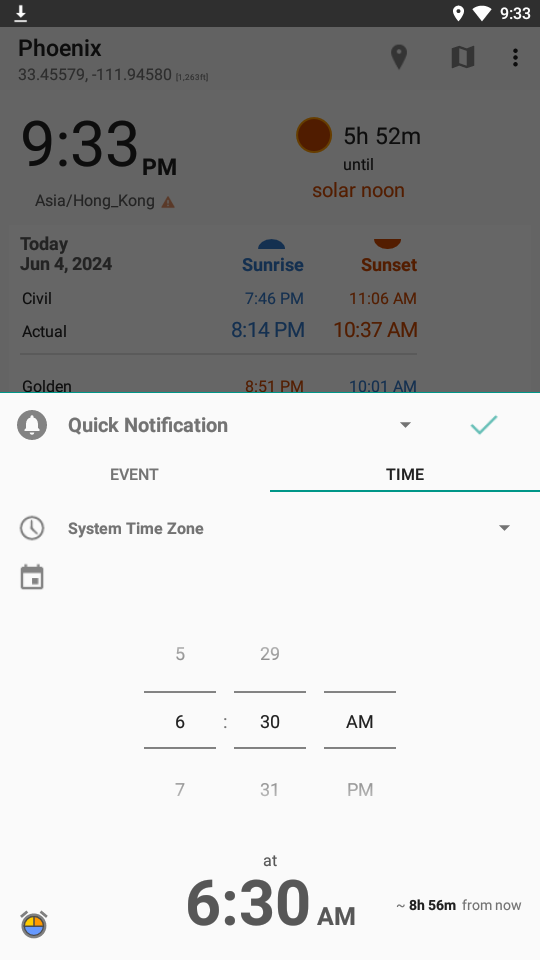 9:33
Phoenix
33.45579, -111.94580 [1,263ft]
9:33 PM
5h 52m
until
solar noon
Asia/Hong_Kong
Today
Jun 4, 2024
Sunrise
Sunset
Civil
7:46 PM
11:06 AM
Actual
8:14 PM
10:37 AM
Golden
8:51 PM
10:01 AM
Quick Notification
EVENT
TIME
System Time Zone
5
29
6 : 30 AM
7
31
PM
at
6:30 AM
~ 8h 56m from now